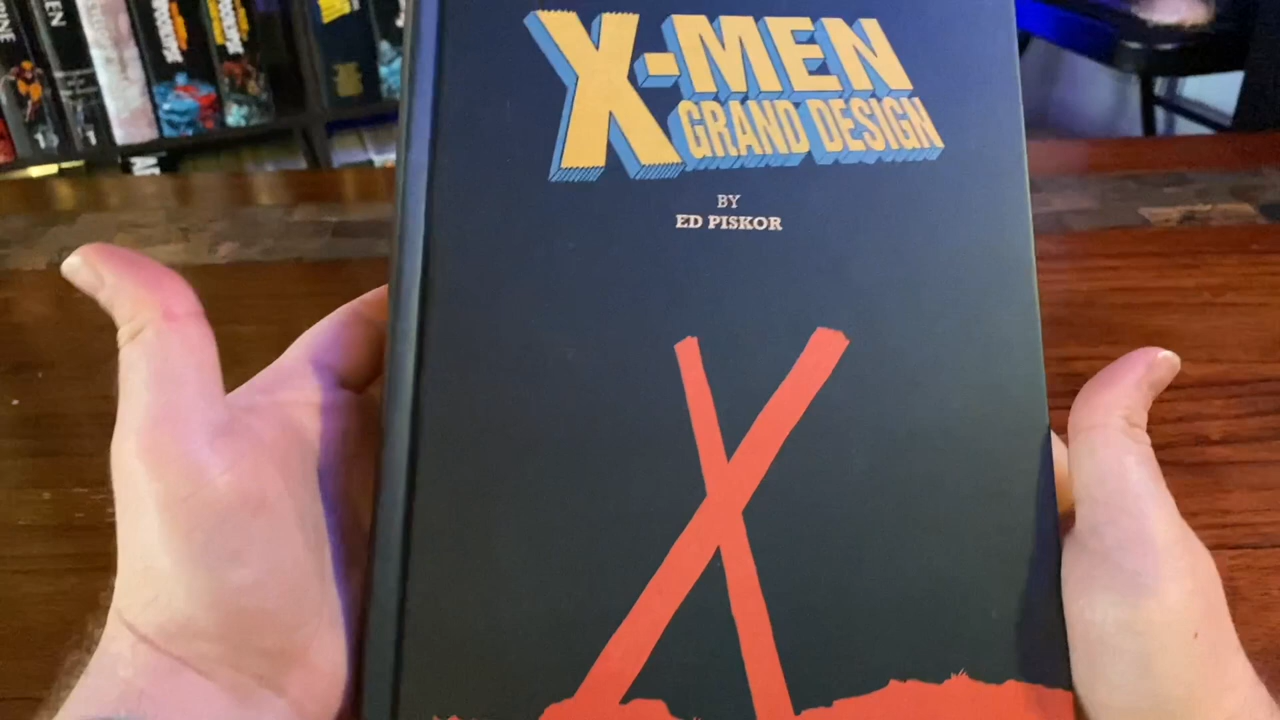 X-MEN
GRAND DESIGN
BY
ED PISKOR